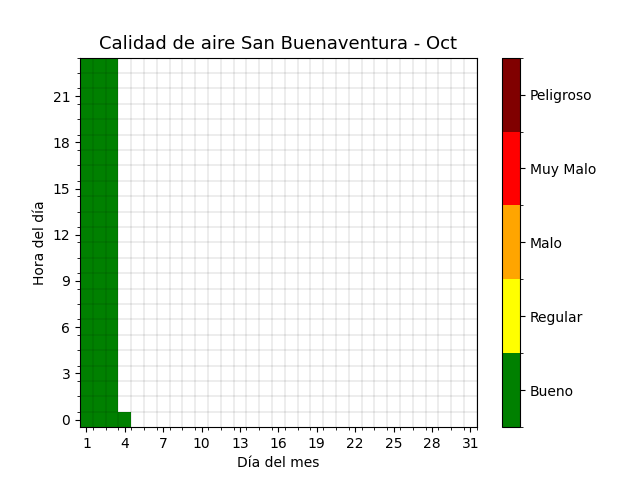 Calidad de aire San Buenaventura - Oct
Hora del día
21
18
15
12
9
6
3
0
1 4 7 10 13 16 19 22 25 28 31
Día del mes
Peligroso
Muy Malo
Malo
Regular
Bueno